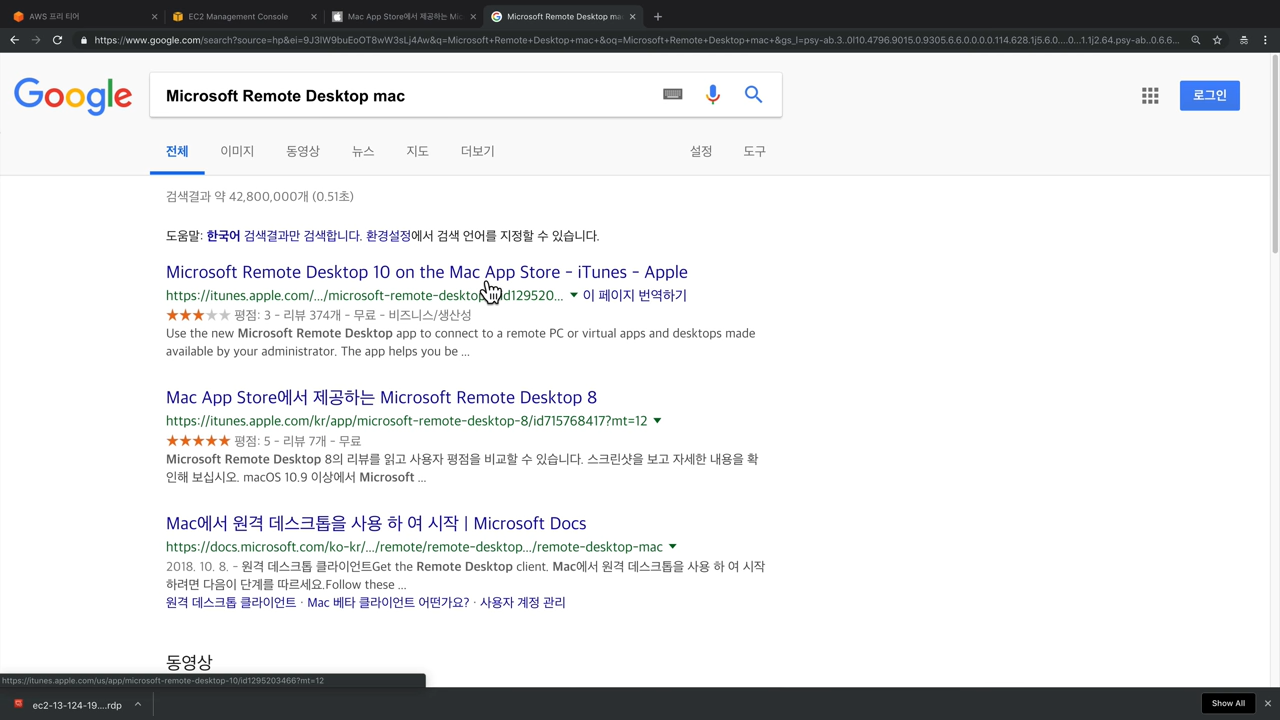 AWS 프리 티어
EC2 Management Console
Mac App Store에서 제공하는 Mic
Microsoft Remote Desktop ma
https://www.google.com/search?source=hp&ei=9J3IW9buEoOT8wW3sLj4Aw&q=Microsoft+Remote+Desktop+mac+&oq=Microsoft+Remote+Desktop+mac+&gs_l=psy-ab.3..0l10.4796.9015.0.9305.6.6.0.0.0.0.114.628.1j5.6.0....0...1.1j2.64.psy-ab..0.6.6...
Google
Microsoft Remote Desktop mac
로그인
전체 이미지 동영상 뉴스 지도 더보기 설정 도구
검색결과 약 42,800,000개 (0.51초)
도움말: 한국어 검색결과만 검색합니다. 환경설정에서 검색 언어를 지정할 수 있습니다.
Microsoft Remote Desktop 10 on the Mac App Store - iTunes - Apple
https://itunes.apple.com/.../microsoft-remote-desktop id129520... 이 페이지 번역하기
평점: 3 - 리뷰 374개 - 무료 - 비즈니스/생산성
Use the new Microsoft Remote Desktop app to connect to a remote PC or virtual apps and desktops made
available by your administrator. The app helps you be ...
Mac App Store에서 제공하는 Microsoft Remote Desktop 8
https://itunes.apple.com/kr/app/microsoft-remote-desktop-8/id715768417?mt=12
평점: 5 - 리뷰 7개 - 무료
Microsoft Remote Desktop 8의 리뷰를 읽고 사용자 평점을 비교할 수 있습니다. 스크린샷을 보고 자세한 내용을 확
인해 보십시오. macOS 10.9 이상에서 Microsoft ...
Mac에서 원격 데스크톱을 사용 하 여 시작 | Microsoft Docs
https://docs.microsoft.com/ko-kr/.../remote/remote-desktop.../remote-desktop-mac
2018. 10. 8. - 원격 데스크톱 클라이언트Get the Remote Desktop client. Mac에서 원격 데스크톱을 사용 하 여 시작
하려면 다음이 단계를 따르세요.Follow these ...
원격 데스크톱 클라이언트 · Mac 베타 클라이언트 어떤가요? · 사용자 계정 관리
동영상
https://itunes.apple.com/us/app/microsoft-remote-desktop-10/id1295203466?mt=12
ec2-13-124-19....rdp
Show All